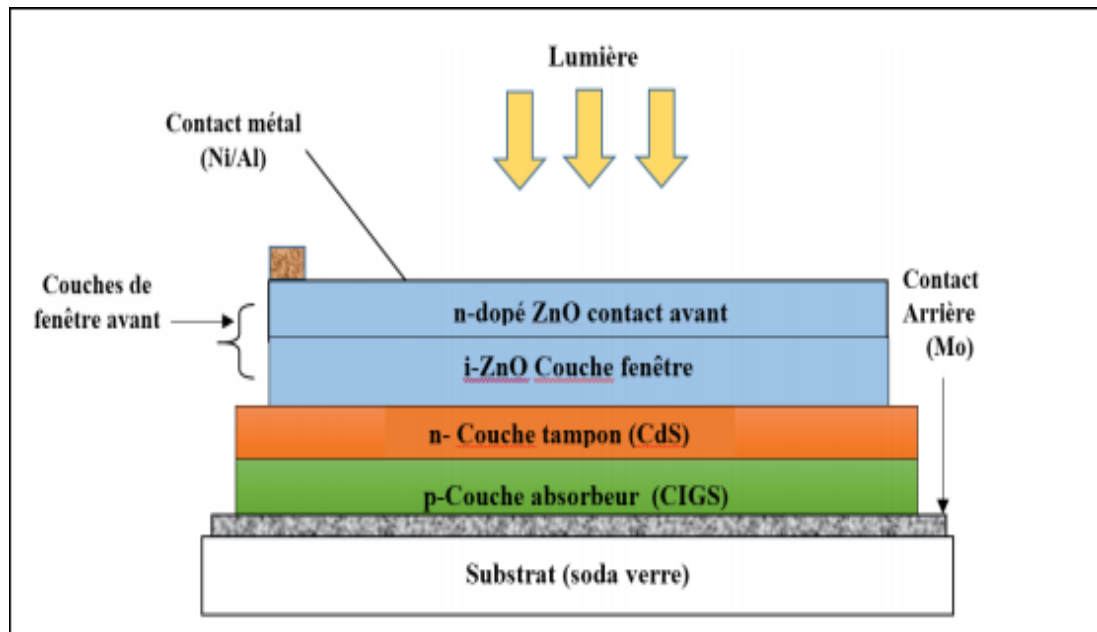 Lumière
Contact métal
(Ni/Al)
Couches de
fenêtre avant
Contact
Arrière
(Mo)
n-dopé ZnO contact avant
i-ZnO Couche fenêtre
n- Couche tampon (CdS)
p-Couche absorbeur (CIGS)
Substrat (soda verre)